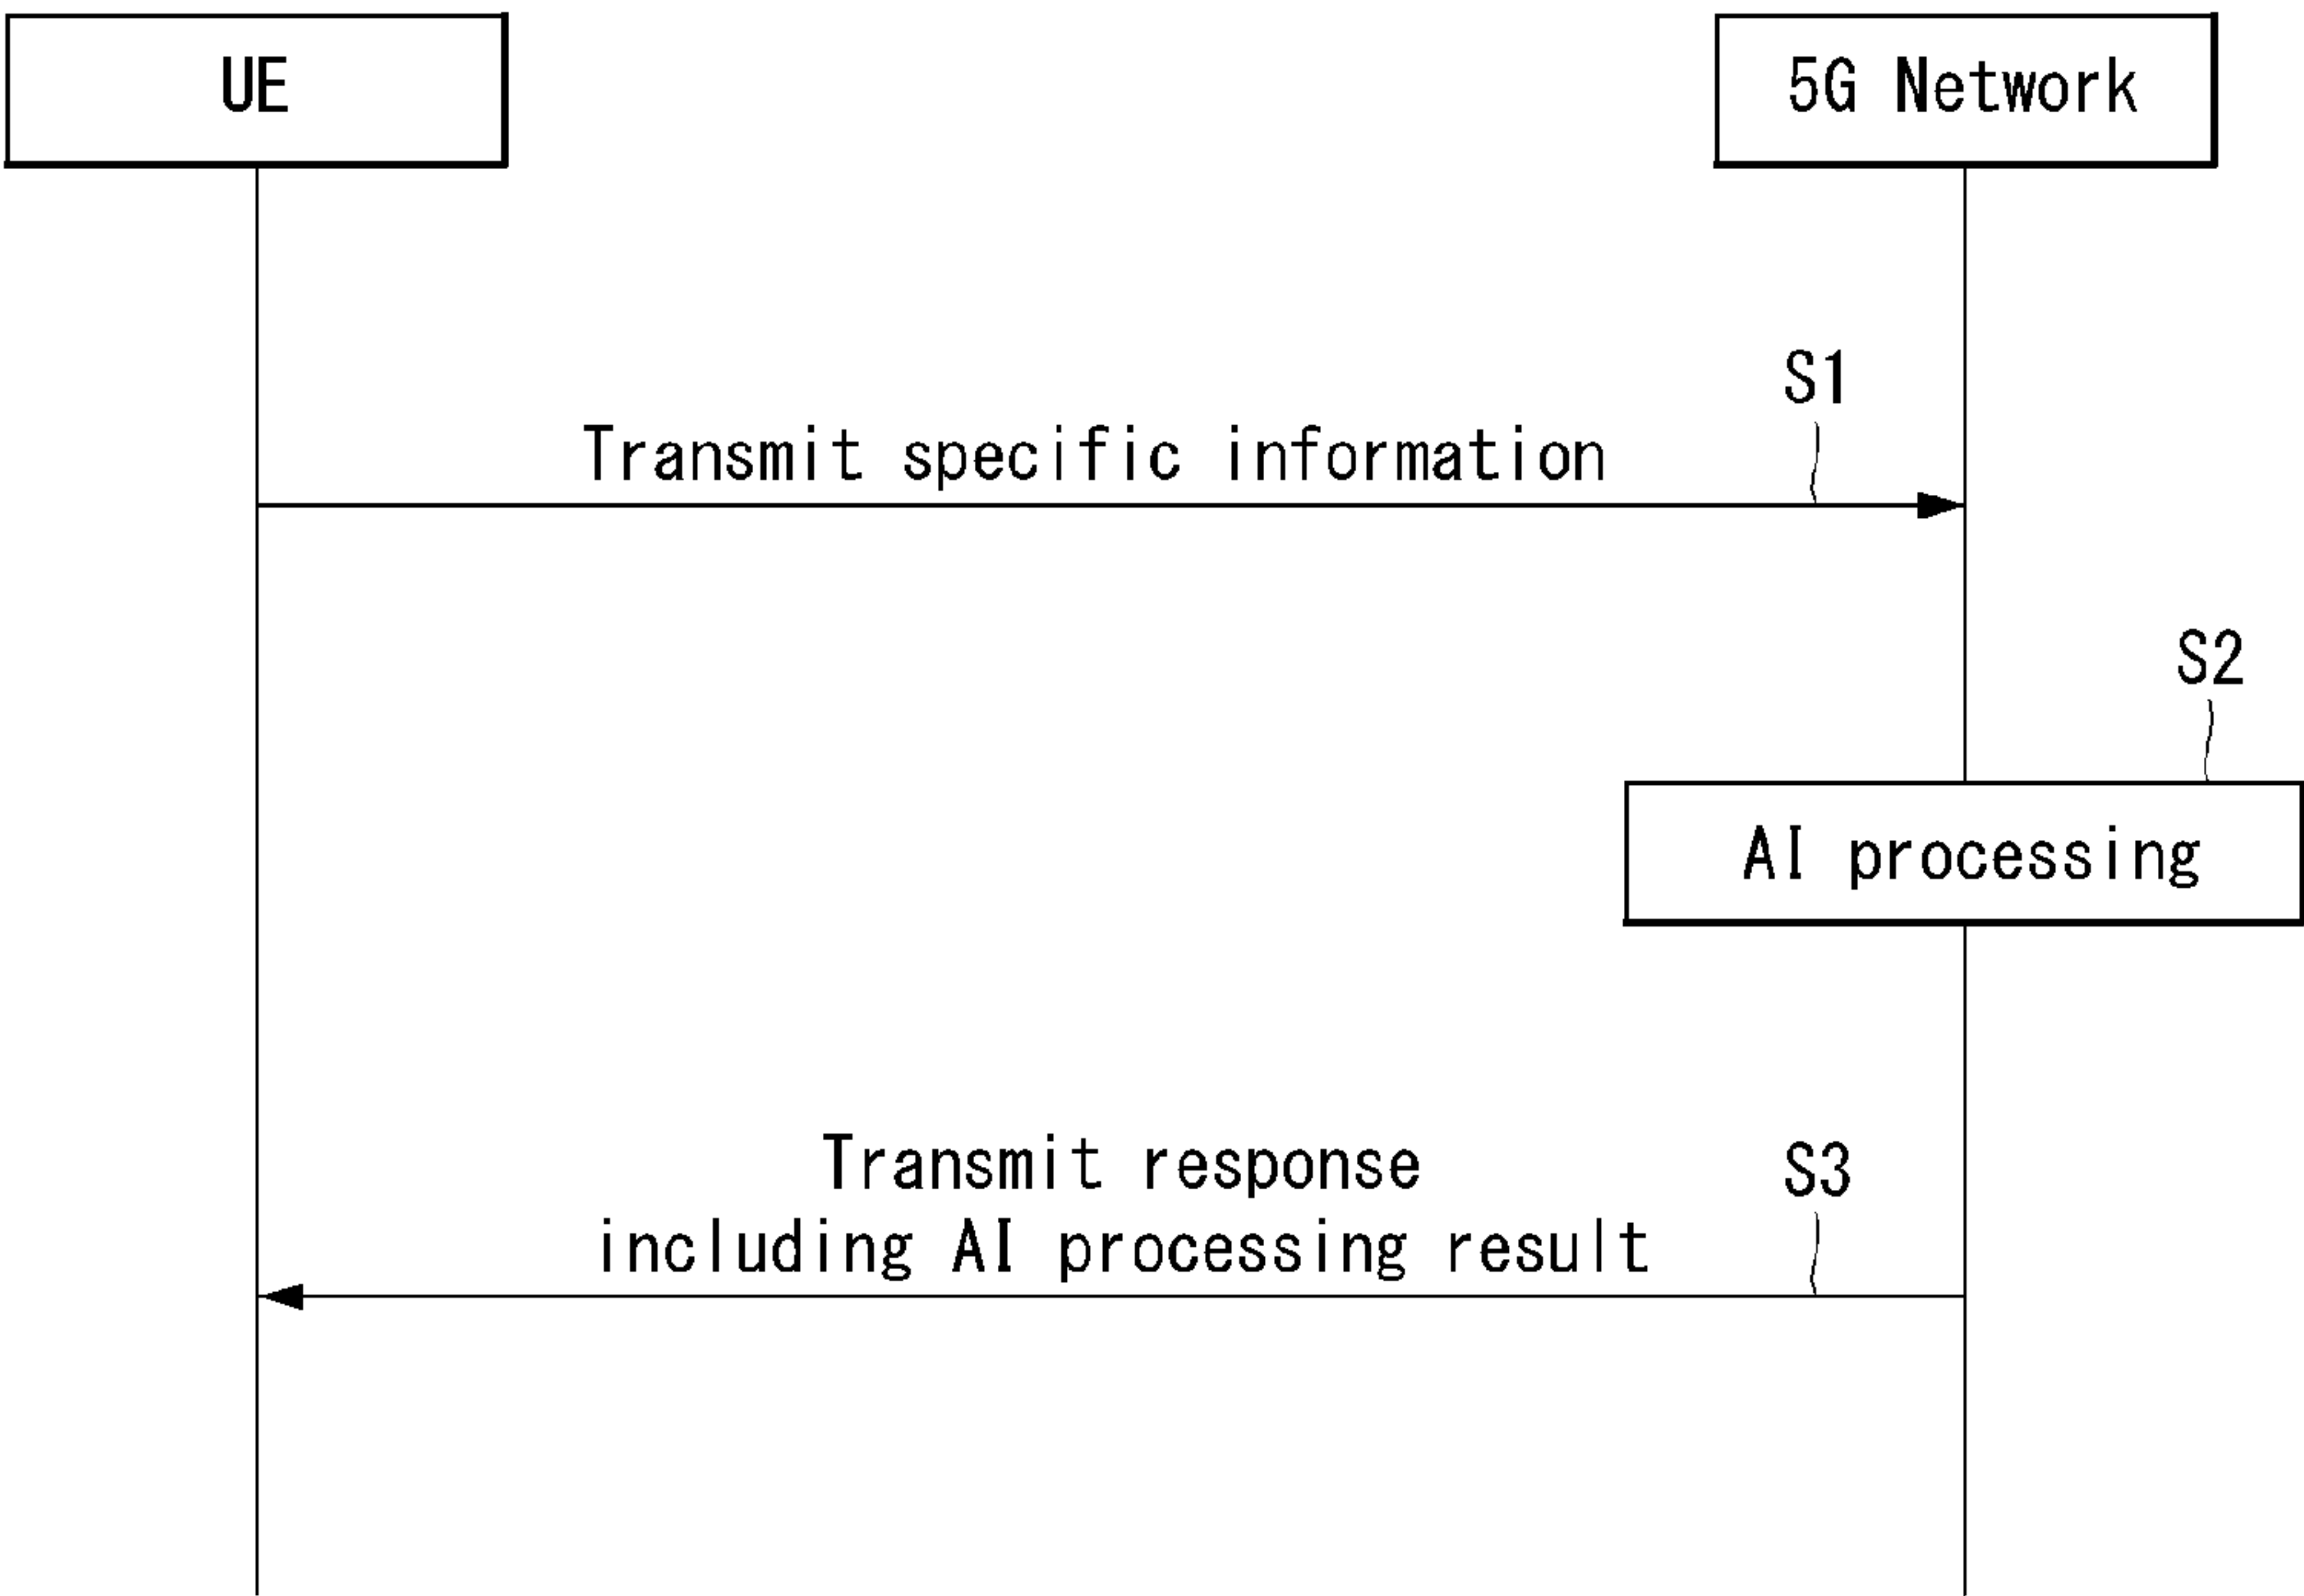 UE
5G Network
S1
Transmit specific information
S2
AI processing
Transmit response
S3
including AI processing result